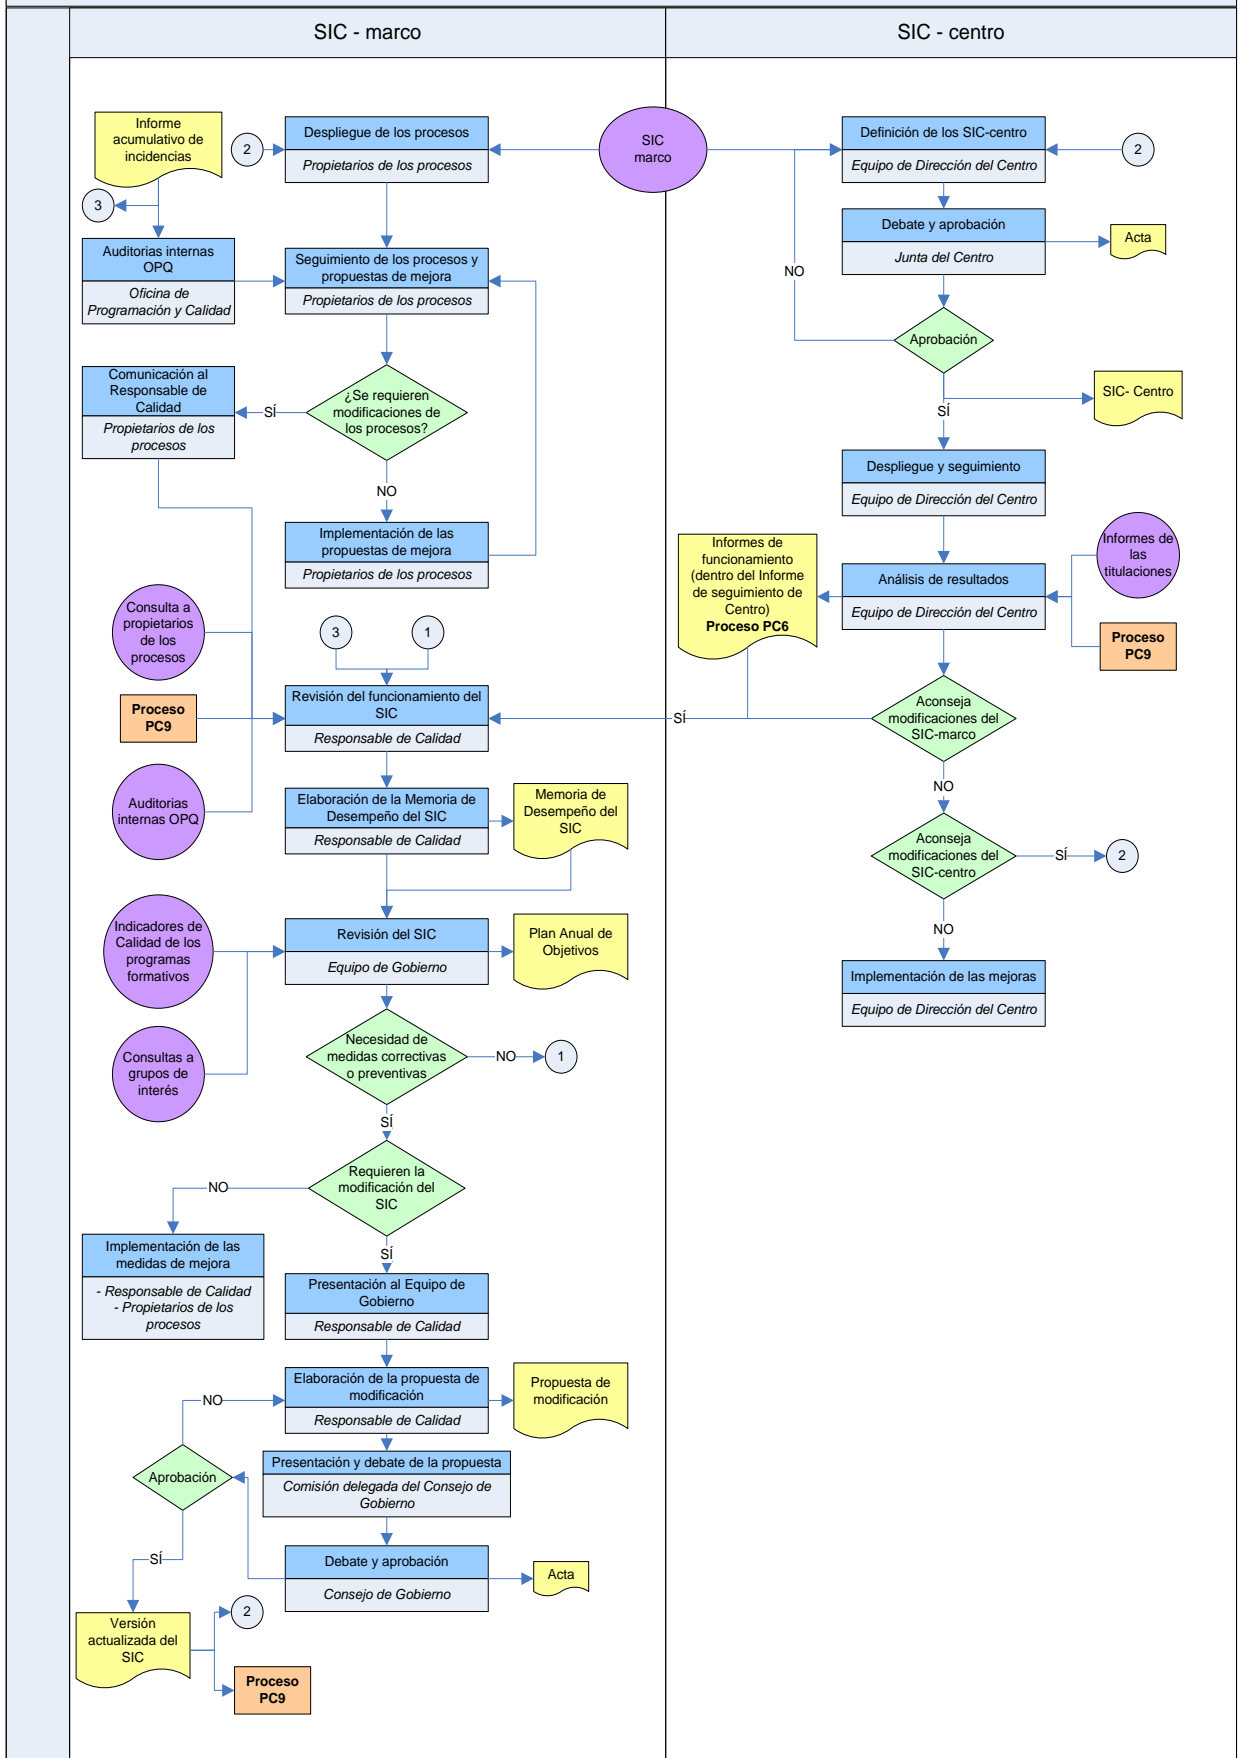 SIC - marco
SIC - centro
Informe
acumulativo de
incidencias
2
Despliegue de los procesos
Propietarios de los procesos
SIC
marco
Definición de los SIC-centro
Equipo de Dirección del Centro
2
3
Debate y aprobación
Junta del Centro
Acta
Auditorias internas
OPQ
Oficina de
Programación y Calidad
Seguimiento de los procesos y
propuestas de mejora
Propietarios de los procesos
NO
Aprobación
Comunicación al
Responsable de
Calidad
Propietarios de los
procesos
SÍ
¿Se requieren
modificaciones de
los procesos?
SIC- Centro
SÍ
NO
Despliegue y seguimiento
Equipo de Dirección del Centro
Implementación de las
propuestas de mejora
Propietarios de los procesos
Informes de
funcionamiento
(dentro del Informe
de seguimiento de
Centro)
Proceso PC6
Informes de
las
titulaciones
Análisis de resultados
Equipo de Dirección del Centro
Consulta a
propietarios
de los
procesos
3
1
Proceso
PC9
Proceso
PC9
Revisión del funcionamiento del
SIC
Responsable de Calidad
SÍ
Aconseja
modificaciones del
SIC-marco
NO
Auditorias
internas OPQ
Elaboración de la Memoria de
Desempeño del SIC
Responsable de Calidad
Memoria de
Desempeño del
SIC
Aconseja
modificaciones del
SIC-centro
SÍ
2
NO
Indicadores de
Calidad de los
programas
formativos
Revisión del SIC
Equipo de Gobierno
Plan Anual de
Objetivos
Implementación de las mejoras
Equipo de Dirección del Centro
Consultas a
grupos de
interés
Necesidad de
medidas correctivas
o preventivas
NO
1
SÍ
Requieren la
modificación del
SIC
NO
SÍ
Implementación de las
medidas de mejora
- Responsable de Calidad
- Propietarios de los
procesos
Presentación al Equipo de
Gobierno
Responsable de Calidad
NO
Elaboración de la propuesta de
modificación
Responsable de Calidad
Propuesta de
modificación
Aprobación
Presentación y debate de la propuesta
Comisión delegada del Consejo de
Gobierno
SÍ
Debate y aprobación
Consejo de Gobierno
Acta
Versión
actualizada del
SIC
2
Proceso
PC9